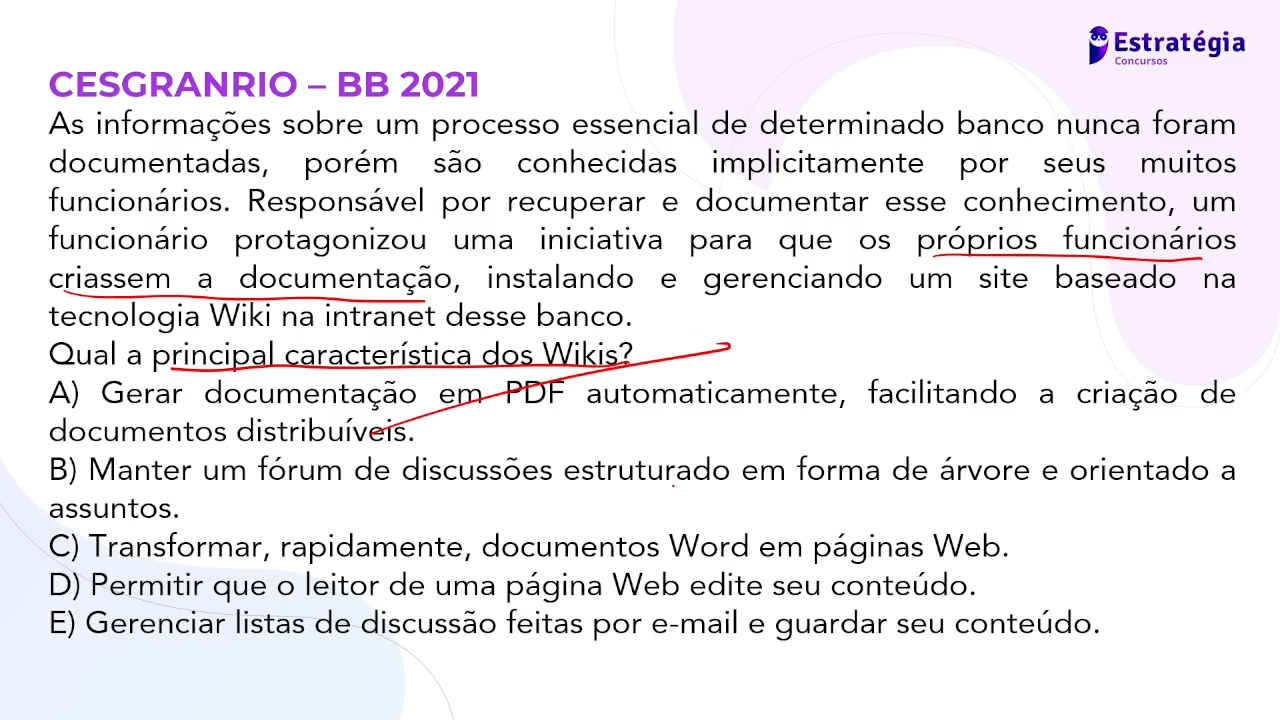 Estratégia
Concursos
CESGRANRIO – BB 2021
As informações sobre um processo essencial de determinado banco nunca foram
documentadas, porém são conhecidas implicitamente por seus muitos
funcionários. Responsável por recuperar e documentar esse conhecimento, um
funcionário protagonizou uma iniciativa para que os próprios funcionários
criassem a documentação, instalando e gerenciando um site baseado na
tecnologia Wiki na intranet desse banco.
Qual a principal característica dos Wikis?
A) Gerar documentação em PDF automaticamente, facilitando a criação de
documentos distribuíveis.
B) Manter um fórum de discussões estruturado em forma de árvore e orientado a
assuntos.
C) Transformar, rapidamente, documentos Word em páginas Web.
D) Permitir que o leitor de uma página Web edite seu conteúdo.
E) Gerenciar listas de discussão feitas por e-mail e guardar seu conteúdo.